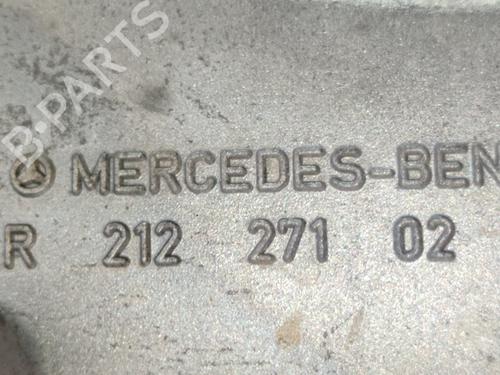 B-PARTS
MERCEDES-BEN
R 212 271 02